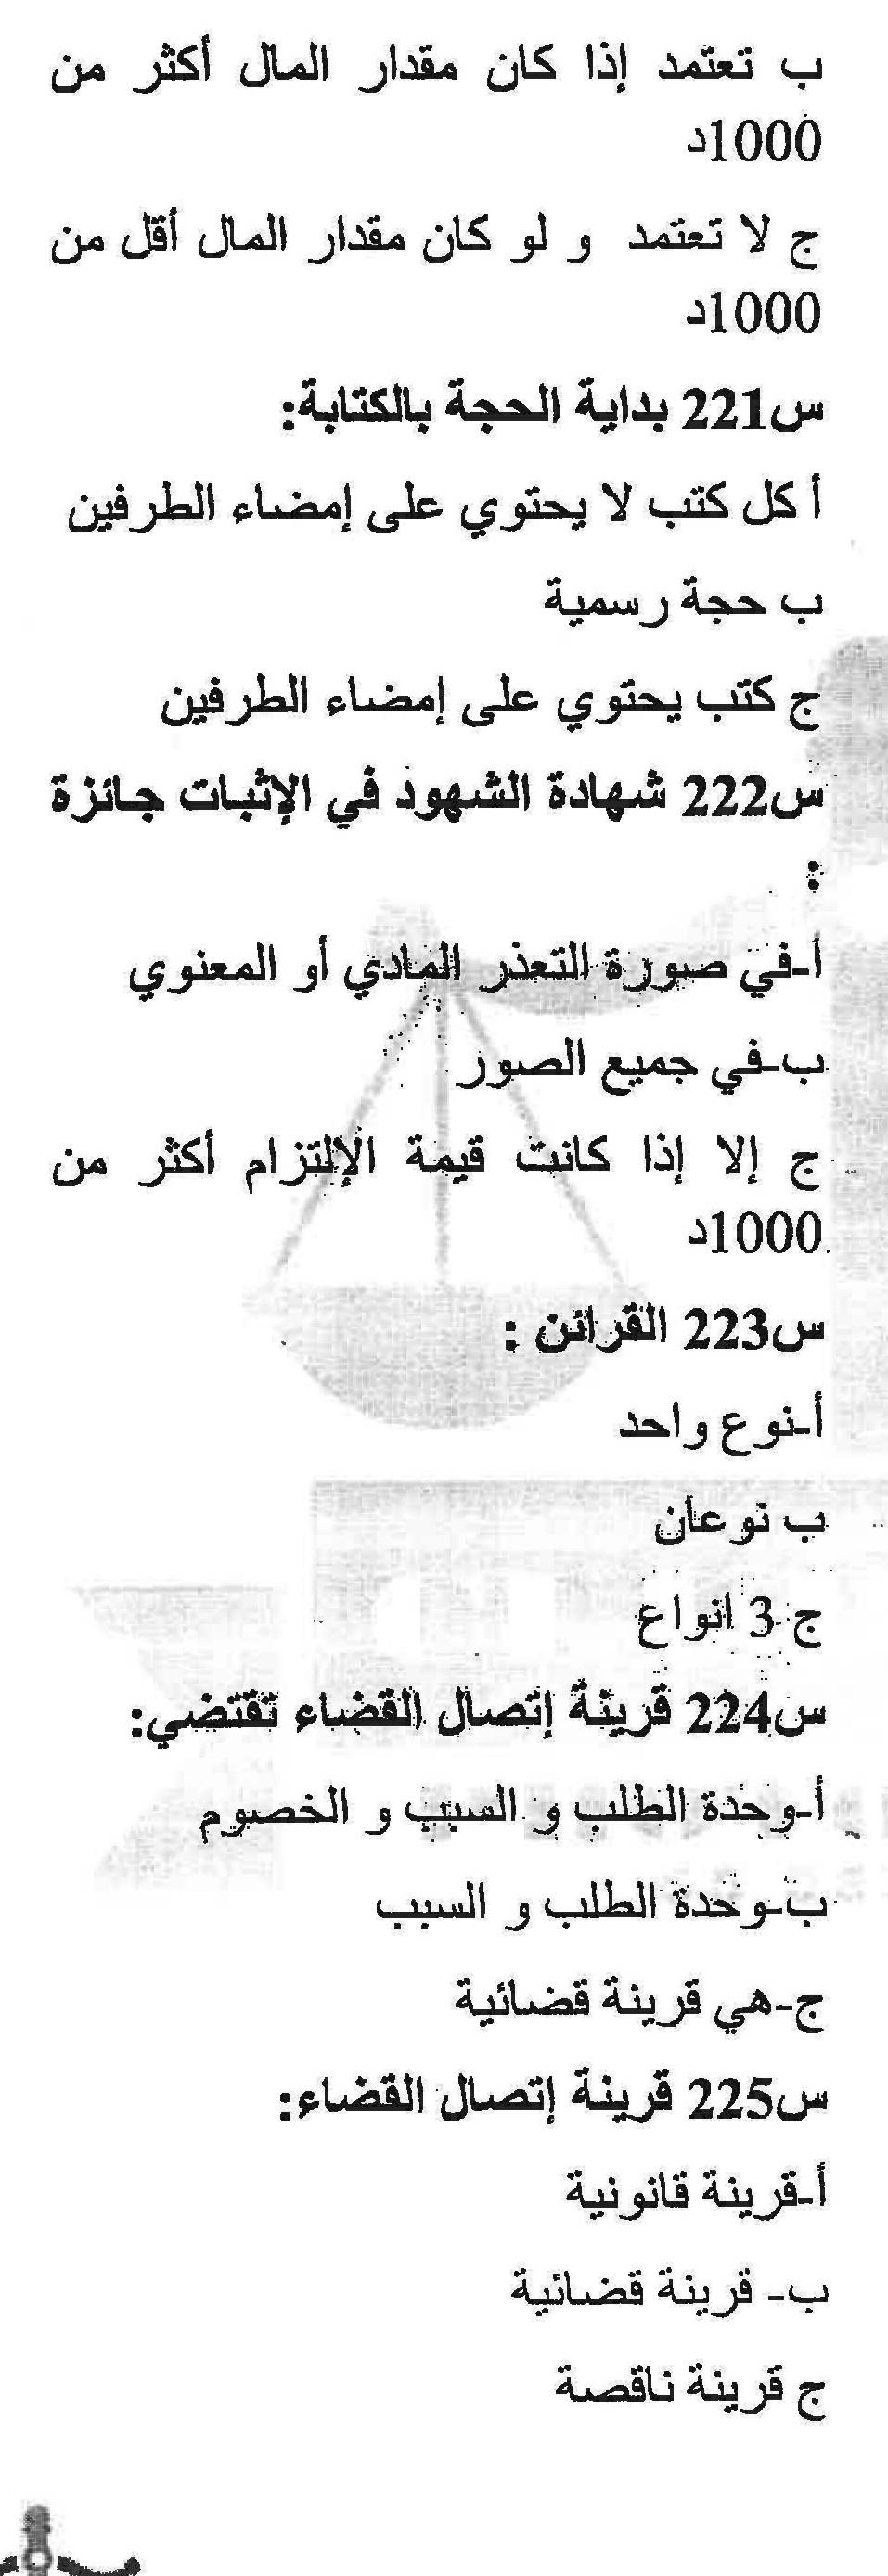 ب تعتمد إذا كان مقدار المال أكثر من
1000د
ج لا تعتمد و لو كان مقدار المال أقل من
1000د
س221 بداية الحجة بالكتابة:
أ كل كتب لا يحتوي على إمضاء الطرفين
ب حجة رسمية
ج كتب يحتوي على إمضاء الطرفين
س222 شهادة الشهود في الإثبات جائزة
:
أ-في صورة التعذر المادي أو المعنوي
ب-في جميع الصور
ج إلا إذا كانت قيمة الإلتزام أكثر من
1000د
س223 القرائن :
أ-نوع واحد
ب نوعان
ج 3 انواع
س224 قرينة إتصال القضاء تقتضي:
أ-وحدة الطلب و السبب و الخصوم
ب-وحدة الطلب و السبب
ج-هي قرينة قضائية
س225 قرينة إتصال القضاء:
أ-قرينة قانونية
ب- قرينة قضائية
ج قرينة ناقصة